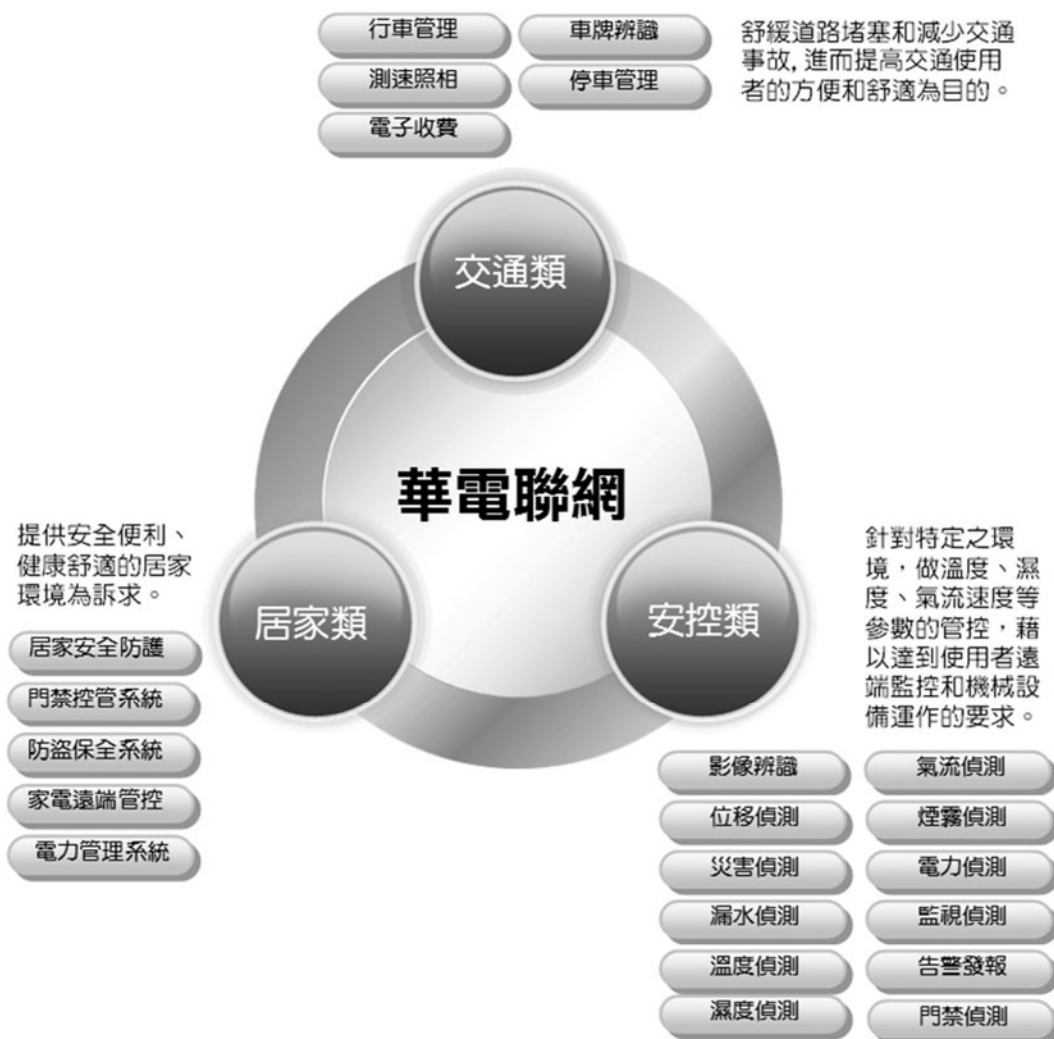 行車管理
車牌辨識
測速照相
停車管理
電子收費
舒緩道路堵塞和減少交通
事故, 進而提高交通使用
者的方便和舒適為目的。
交通類
華電聯網
提供安全便利、
健康舒適的居家
環境為訴求。
居家類
居家安全防護
門禁控管系統
防盜保全系統
家電遠端管控
電力管理系統
安控類
針對特定之環
境，做溫度、濕
度、氣流速度等
參數的管控，藉
以達到使用者遠
端監控和機械設
備運作的要求。
影像辨識
氣流偵測
位移偵測
煙霧偵測
災害偵測
電力偵測
漏水偵測
監視偵測
溫度偵測
告警發報
濕度偵測
門禁偵測